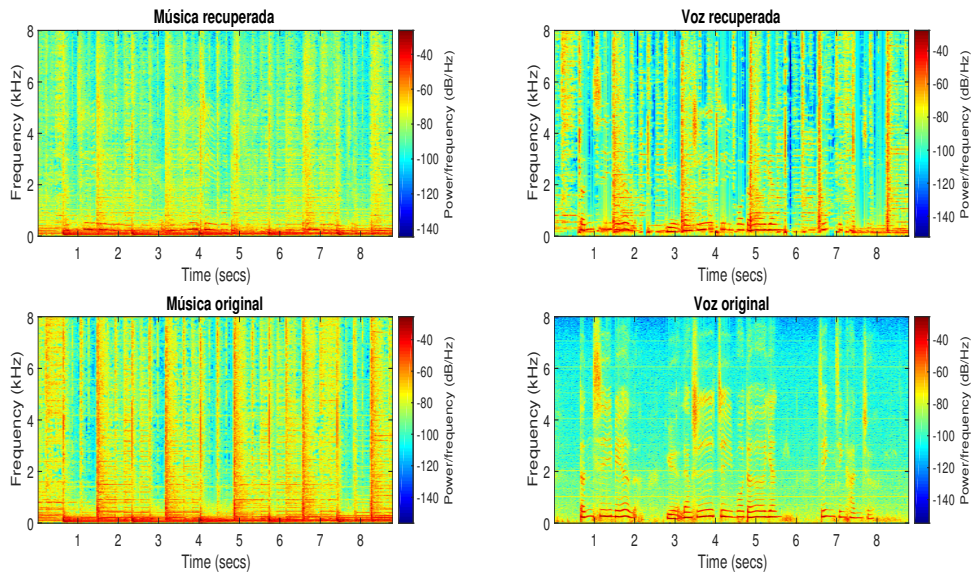 Música recuperada
8
6
4
2
0
Frequency (kHz)
1 2 3 4 5 6 7 8
Time (secs)
-40
-60
-80
-100
-120
-140
Power/frequency (dB/Hz)
Voz recuperada
8
6
4
2
0
Frequency (kHz)
1 2 3 4 5 6 7 8
Time (secs)
-40
-60
-80
-100
-120
-140
Power/frequency (dB/Hz)
Música original
8
6
4
2
0
Frequency (kHz)
1 2 3 4 5 6 7 8
Time (secs)
-40
-60
-80
-100
-120
-140
Power/frequency (dB/Hz)
Voz original
8
6
4
2
0
Frequency (kHz)
1 2 3 4 5 6 7 8
Time (secs)
-40
-60
-80
-100
-120
-140
Power/frequency (dB/Hz)